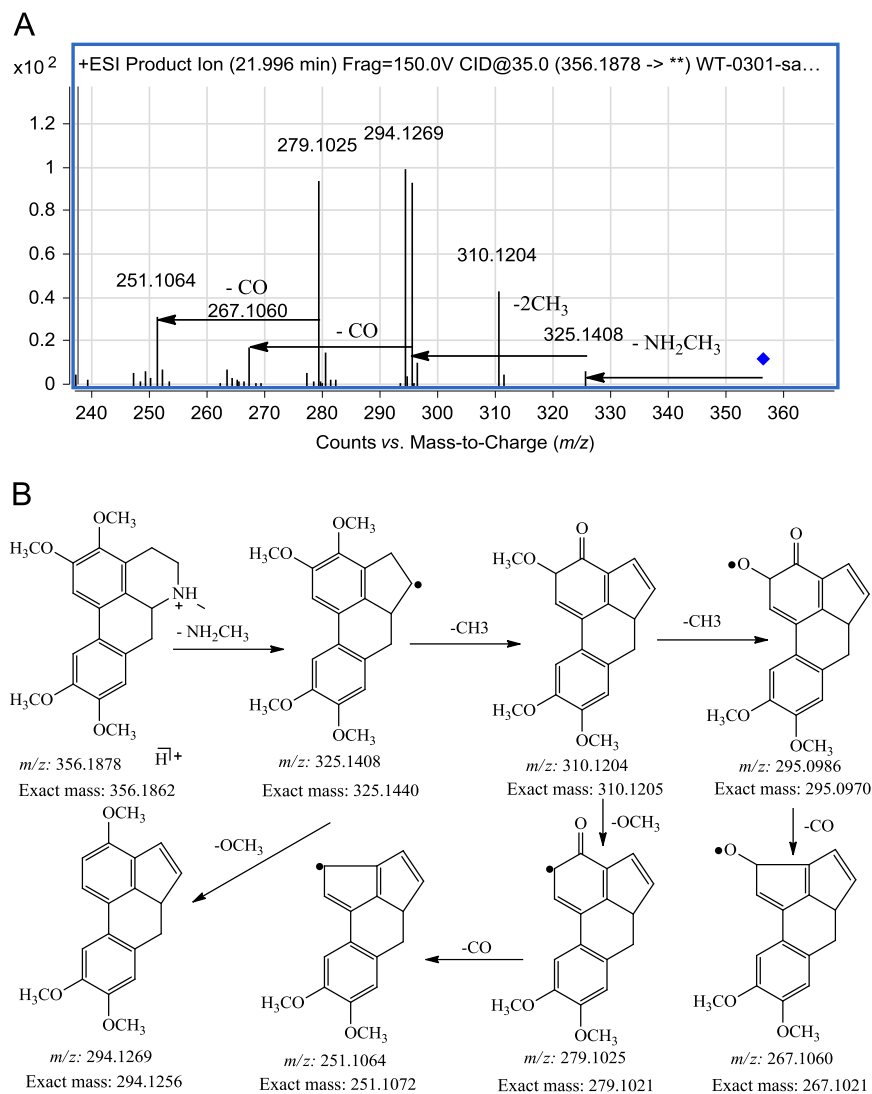 A
x10 2
+ESI Product Ion (21.996 min) Frag=150.0V CID@35.0 (356.1878 -> **) WT-0301-sa…
1.2
1
0.8
0.6
0.4
0.2
0
279.1025
294.1269
310.1204
251.1064
- CO
267.1060
- CO
-2CH3
325.1408
- NH2CH3
240 250 260 270 280 290 300 310 320 330 340 350 360
Counts vs. Mass-to-Charge (m/z)
B
OCH3
H3CO
NH
+
H3CO
OCH3
- NH2CH3
m/z: 356.1878
H +
Exact mass: 356.1862
OCH3
H3CO
H3CO
OCH3
-CH3
m/z: 325.1408
Exact mass: 325.1440
O
H3CO
H3CO
OCH3
-CH3
m/z: 310.1204
Exact mass: 310.1205
O
O
H3CO
OCH3
m/z: 295.0986
Exact mass: 295.0970
-OCH3
-OCH3
-CO
OCH3
H3CO
OCH3
m/z: 294.1269
Exact mass: 294.1256
H3CO
OCH3
-CO
m/z: 251.1064
Exact mass: 251.1072
O
H3CO
OCH3
m/z: 279.1025
Exact mass: 279.1021
O
H3CO
OCH3
m/z: 267.1060
Exact mass: 267.1021